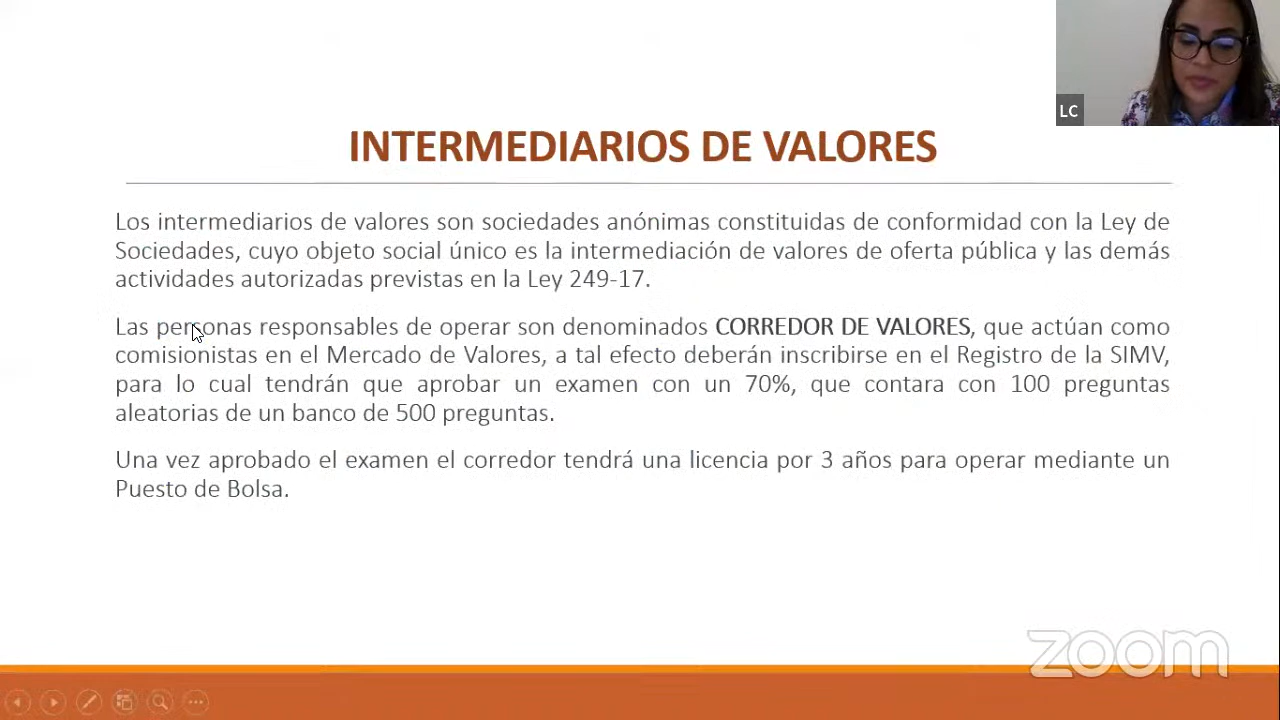 LC
INTERMEDIARIOS DE VALORES
Los intermediarios de valores son sociedades anónimas constituidas de conformidad con la Ley de
Sociedades, cuyo objeto social único es la intermediación de valores de oferta pública y las demás
actividades autorizadas previstas en la Ley 249-17.
Las personas responsables de operar son denominados CORREDOR DE VALORES, que actúan como
comisionistas en el Mercado de Valores, a tal efecto deberán inscribirse en el Registro de la SIMV,
para lo cual tendrán que aprobar un examen con un 70%, que contara con 100 preguntas
aleatorias de un banco de 500 preguntas.
Una vez aprobado el examen el corredor tendrá una licencia por 3 años para operar mediante un
Puesto de Bolsa.
zoom